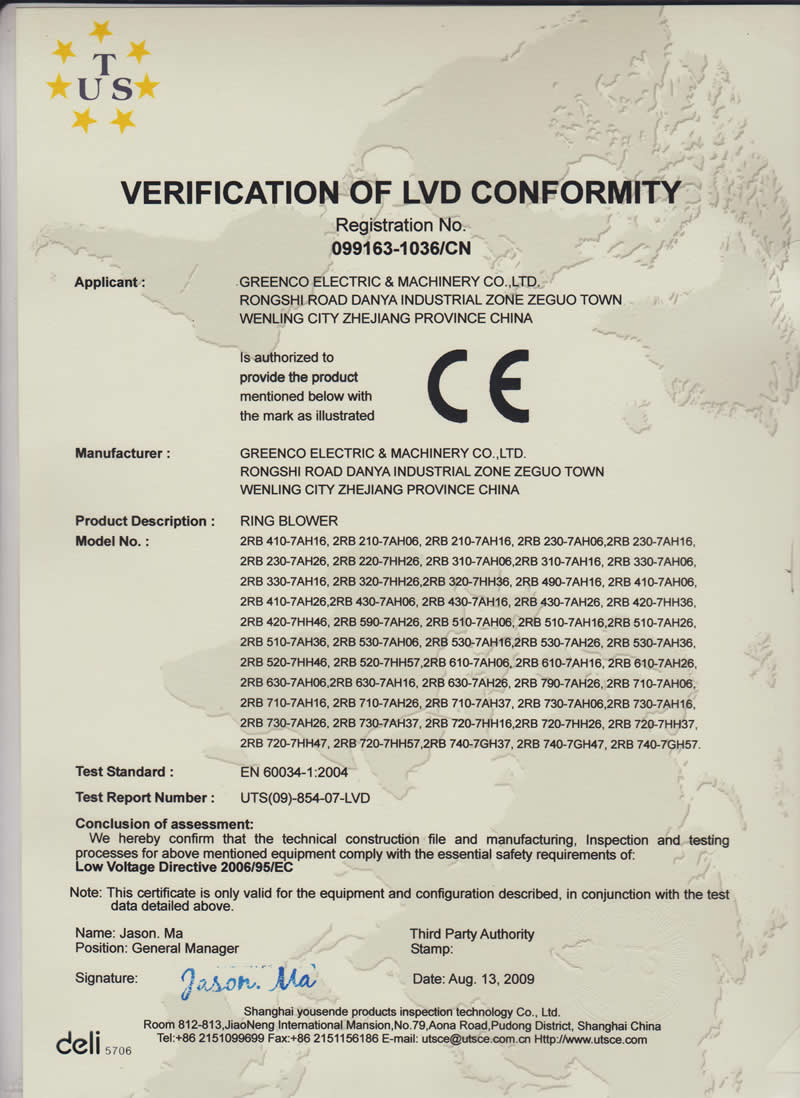 T
U S
VERIFICATION OF LVD CONFORMITY
Registration No.
099163-1036/CN
Applicant : GREENCO ELECTRIC & MACHINERY CO.,LTD.
RONGSHI ROAD DANYA INDUSTRIAL ZONE ZEGUO TOWN
WENLING CITY ZHEJIANG PROVINCE CHINA
Is authorized to
provide the product
mentioned below with
the mark as illustrated
CE
Manufacturer : GREENCO ELECTRIC & MACHINERY CO.,LTD.
RONGSHI ROAD DANYA INDUSTRIAL ZONE ZEGUO TOWN
WENLING CITY ZHEJIANG PROVINCE CHINA
Product Description : RING BLOWER
Model No. : 2RB 410-7AH16, 2RB 210-7AH06, 2RB 210-7AH16, 2RB 230-7AH06,2RB 230-7AH16,
2RB 230-7AH26, 2RB 220-7HH26, 2RB 310-7AH06,2RB 310-7AH16, 2RB 330-7AH06,
2RB 330-7AH16, 2RB 320-7HH26,2RB 320-7HH36, 2RB 490-7AH16, 2RB 410-7AH06,
2RB 410-7AH26,2RB 430-7AH06, 2RB 430-7AH16, 2RB 430-7AH26, 2RB 420-7HH36,
2RB 420-7HH46, 2RB 590-7AH26, 2RB 510-7AH06, 2RB 510-7AH16,2RB 510-7AH26,
2RB 510-7AH36, 2RB 530-7AH06, 2RB 530-7AH16,2RB 530-7AH26, 2RB 530-7AH36,
2RB 520-7HH46, 2RB 520-7HH57,2RB 610-7AH06, 2RB 610-7AH16, 2RB 610-7AH26,
2RB 630-7AH06,2RB 630-7AH16, 2RB 630-7AH26, 2RB 790-7AH26, 2RB 710-7AH06,
2RB 710-7AH16, 2RB 710-7AH26, 2RB 710-7AH37, 2RB 730-7AH06,2RB 730-7AH16,
2RB 730-7AH26, 2RB 730-7AH37, 2RB 720-7HH16,2RB 720-7HH26, 2RB 720-7HH37,
2RB 720-7HH47, 2RB 720-7HH57,2RB 740-7GH37, 2RB 740-7GH47, 2RB 740-7GH57.
Test Standard : EN 60034-1:2004
Test Report Number : UTS(09)-854-07-LVD
Conclusion of assessment:
We hereby confirm that the technical construction file and manufacturing, Inspection and testing
processes for above mentioned equipment comply with the essential safety requirements of:
Low Voltage Directive 2006/95/EC
Note: This certificate is only valid for the equipment and configuration described, in conjunction with the test
data detailed above.
Name: Jason. Ma Third Party Authority
Position: General Manager Stamp:
Signature: Jason. Ma Date: Aug. 13, 2009
Shanghai yousende products inspection technology Co., Ltd.
Room 812-813,JiaoNeng International Mansion,No.79,Aona Road,Pudong District, Shanghai China
Tel:+86 2151099699 Fax:+86 2151156186 E-mail: utsce@utsce.com.cn Http://www.utsce.com
deli 5706